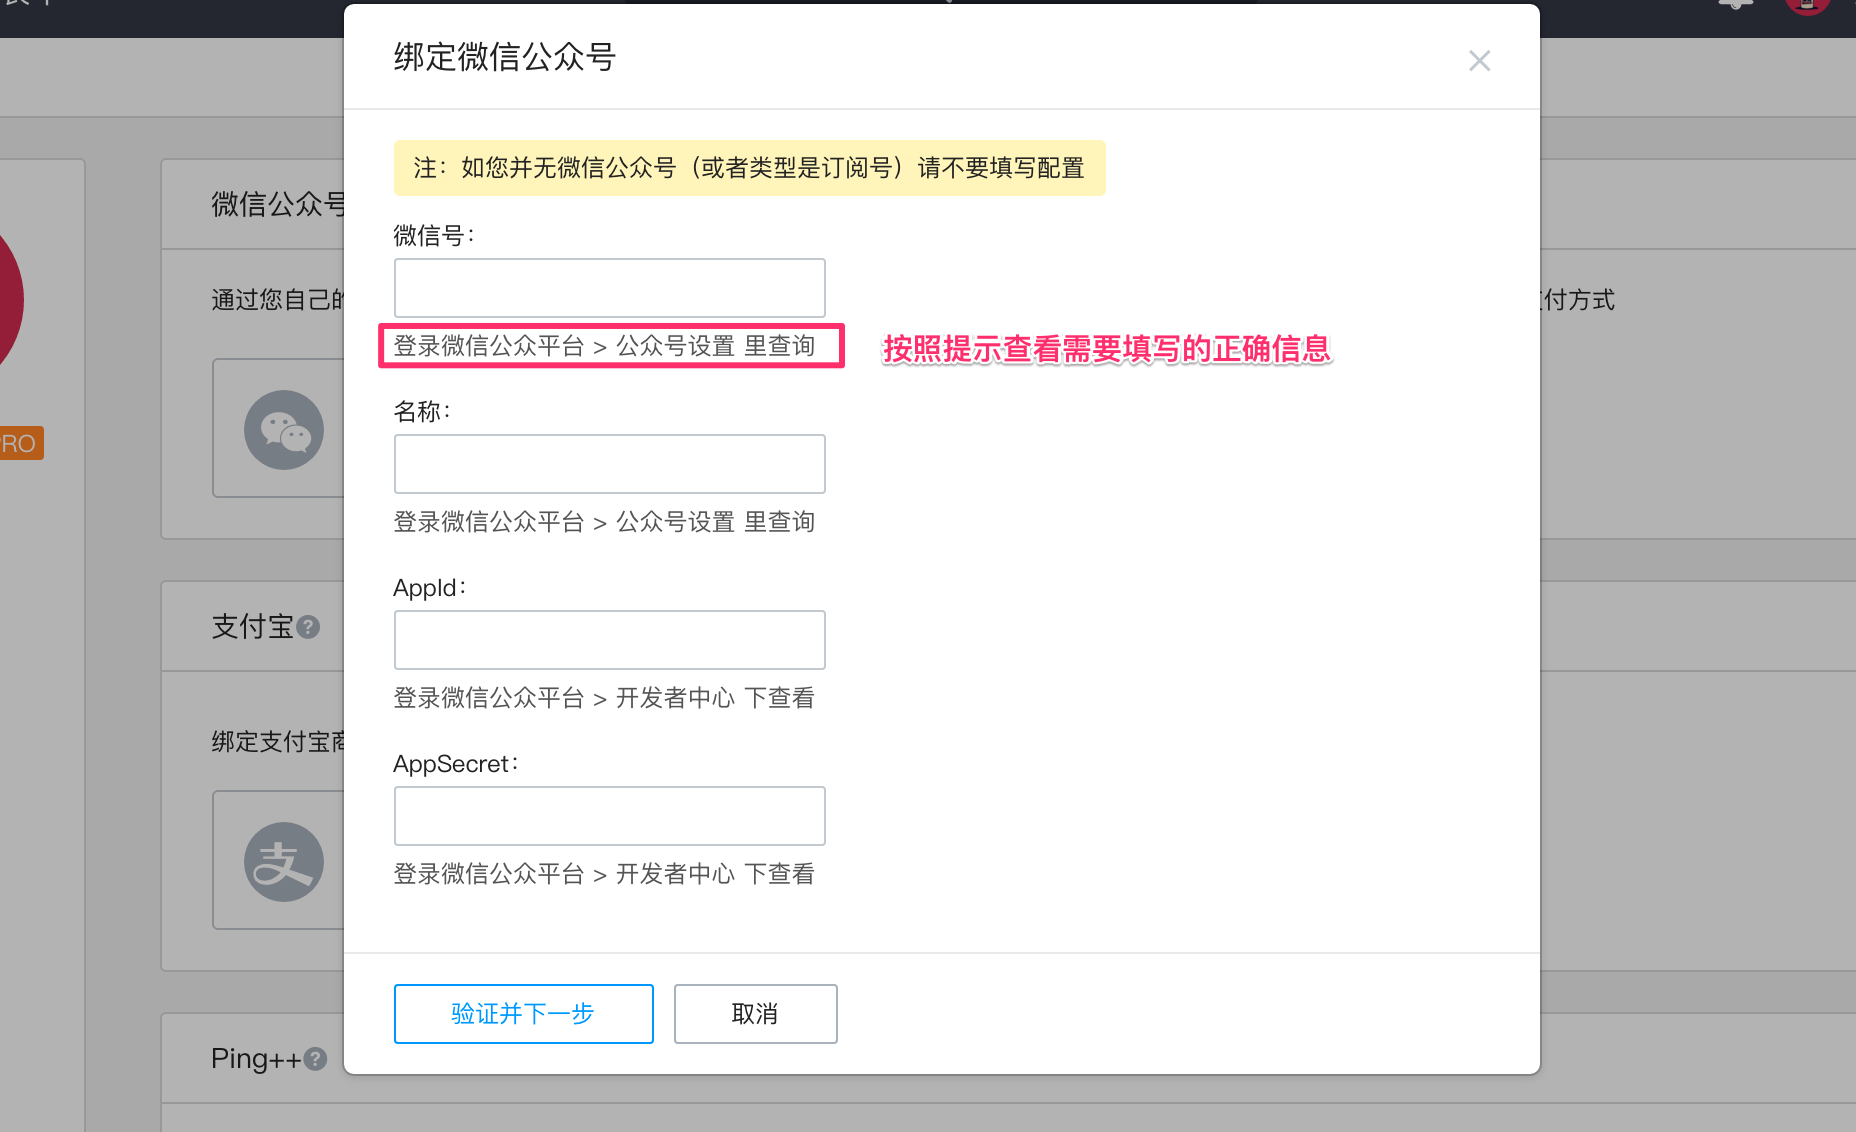 绑定微信公众号
注：如您并无微信公众号（或者类型是订阅号）请不要填写配置
微信号：
登录微信公众平台 > 公众号设置 里查询
按照提示查看需要填写的正确信息
名称：
登录微信公众平台 > 公众号设置 里查询
AppId：
登录微信公众平台 > 开发者中心 下查看
AppSecret：
登录微信公众平台 > 开发者中心 下查看
验证并下一步
取消
微信公众号
通过您自己的
付方式
RO
支付宝
?
绑定支付宝商
支
Ping++
?